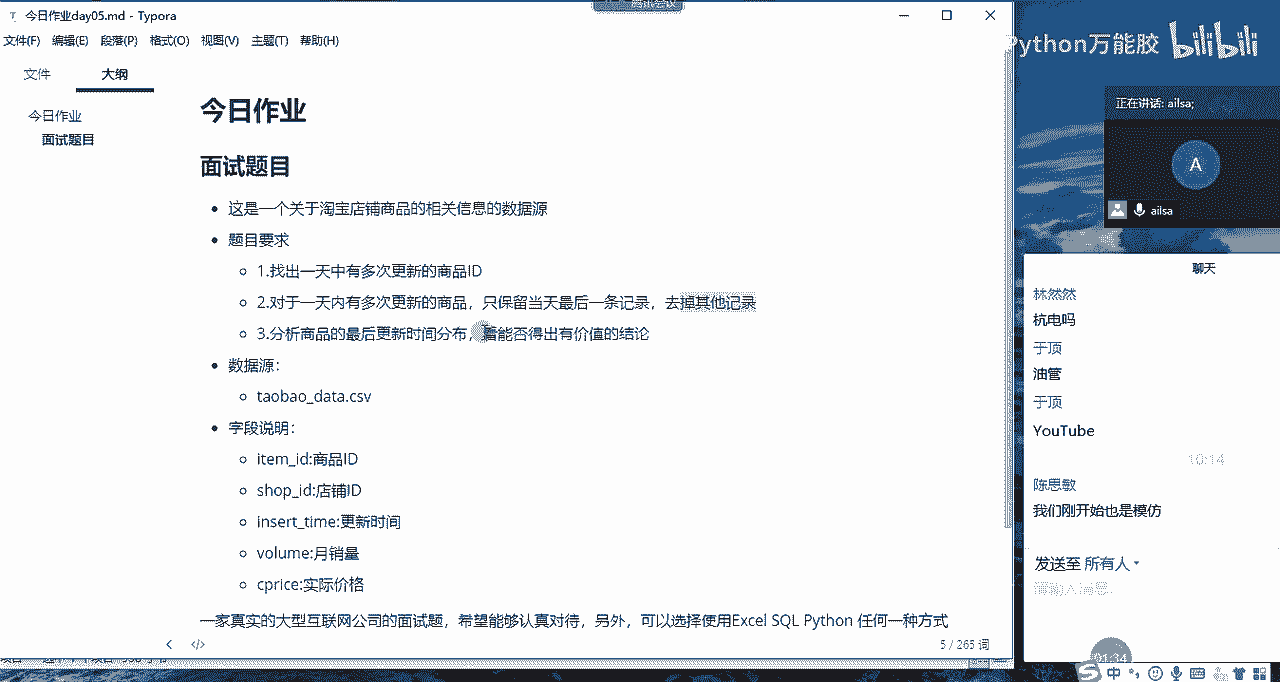 今日作业day05.md - Typora
文件(F) 编辑(E) 段落(P) 格式(O) 视图(V) 主题(T) 帮助(H)
文件 大纲
今日作业
面试题目
今日作业
面试题目
这是一个关于淘宝店铺商品的相关信息的数据源
题目要求
1.找出一天中有多次更新的商品ID
2.对于一天内有多次更新的商品，只保留当天最后一条记录，去掉其他记录
3.分析商品的最后更新时间分布，看能否得出有价值的结论
数据源：
taobao_data.csv
字段说明：
item_id:商品ID
shop_id:店铺ID
insert_time:更新时间
volume:月销量
cprice:实际价格
一家真实的大型互联网公司的面试题，希望能够认真对待，另外，可以选择使用Excel SQL Python 任何一种方式
5 / 265 词
Python万能胶 bilibili
正在讲话: ailsa;
A
ailsa
聊天
林然然
杭电吗
于顶
油管
于顶
YouTube
10:14
陈思敏
我们刚开始也是模仿
发送至 所有人
请输入消息...
01:34
中